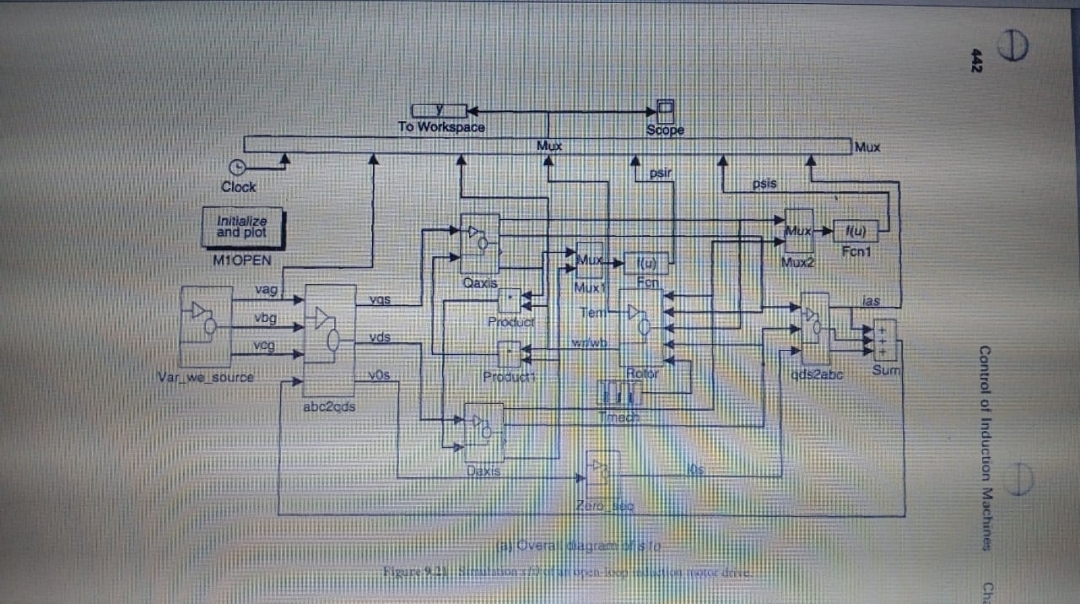 442
Control of Induction Machines
y
To Workspace
Scope
Mux
Mux
Clock
psir
psis
Initialize
and plot
M1OPEN
Qaxis
Mux
Mux1
f(u)
Fcn
Mux
Mux2
f(u)
Fcn1
vag
vbg
vcg
Var_we_source
abc2qds
vqs
vds
v0s
Product
Product1
Tem
wr/wb
Rotor
Tmech
Daxis
Zero_seq
i0s
ias
qds2abc
+
+
+
Sum
(a) Overall diagram of s1o
Figure 9.21 Simulation s1o of an open-loop induction motor drive.